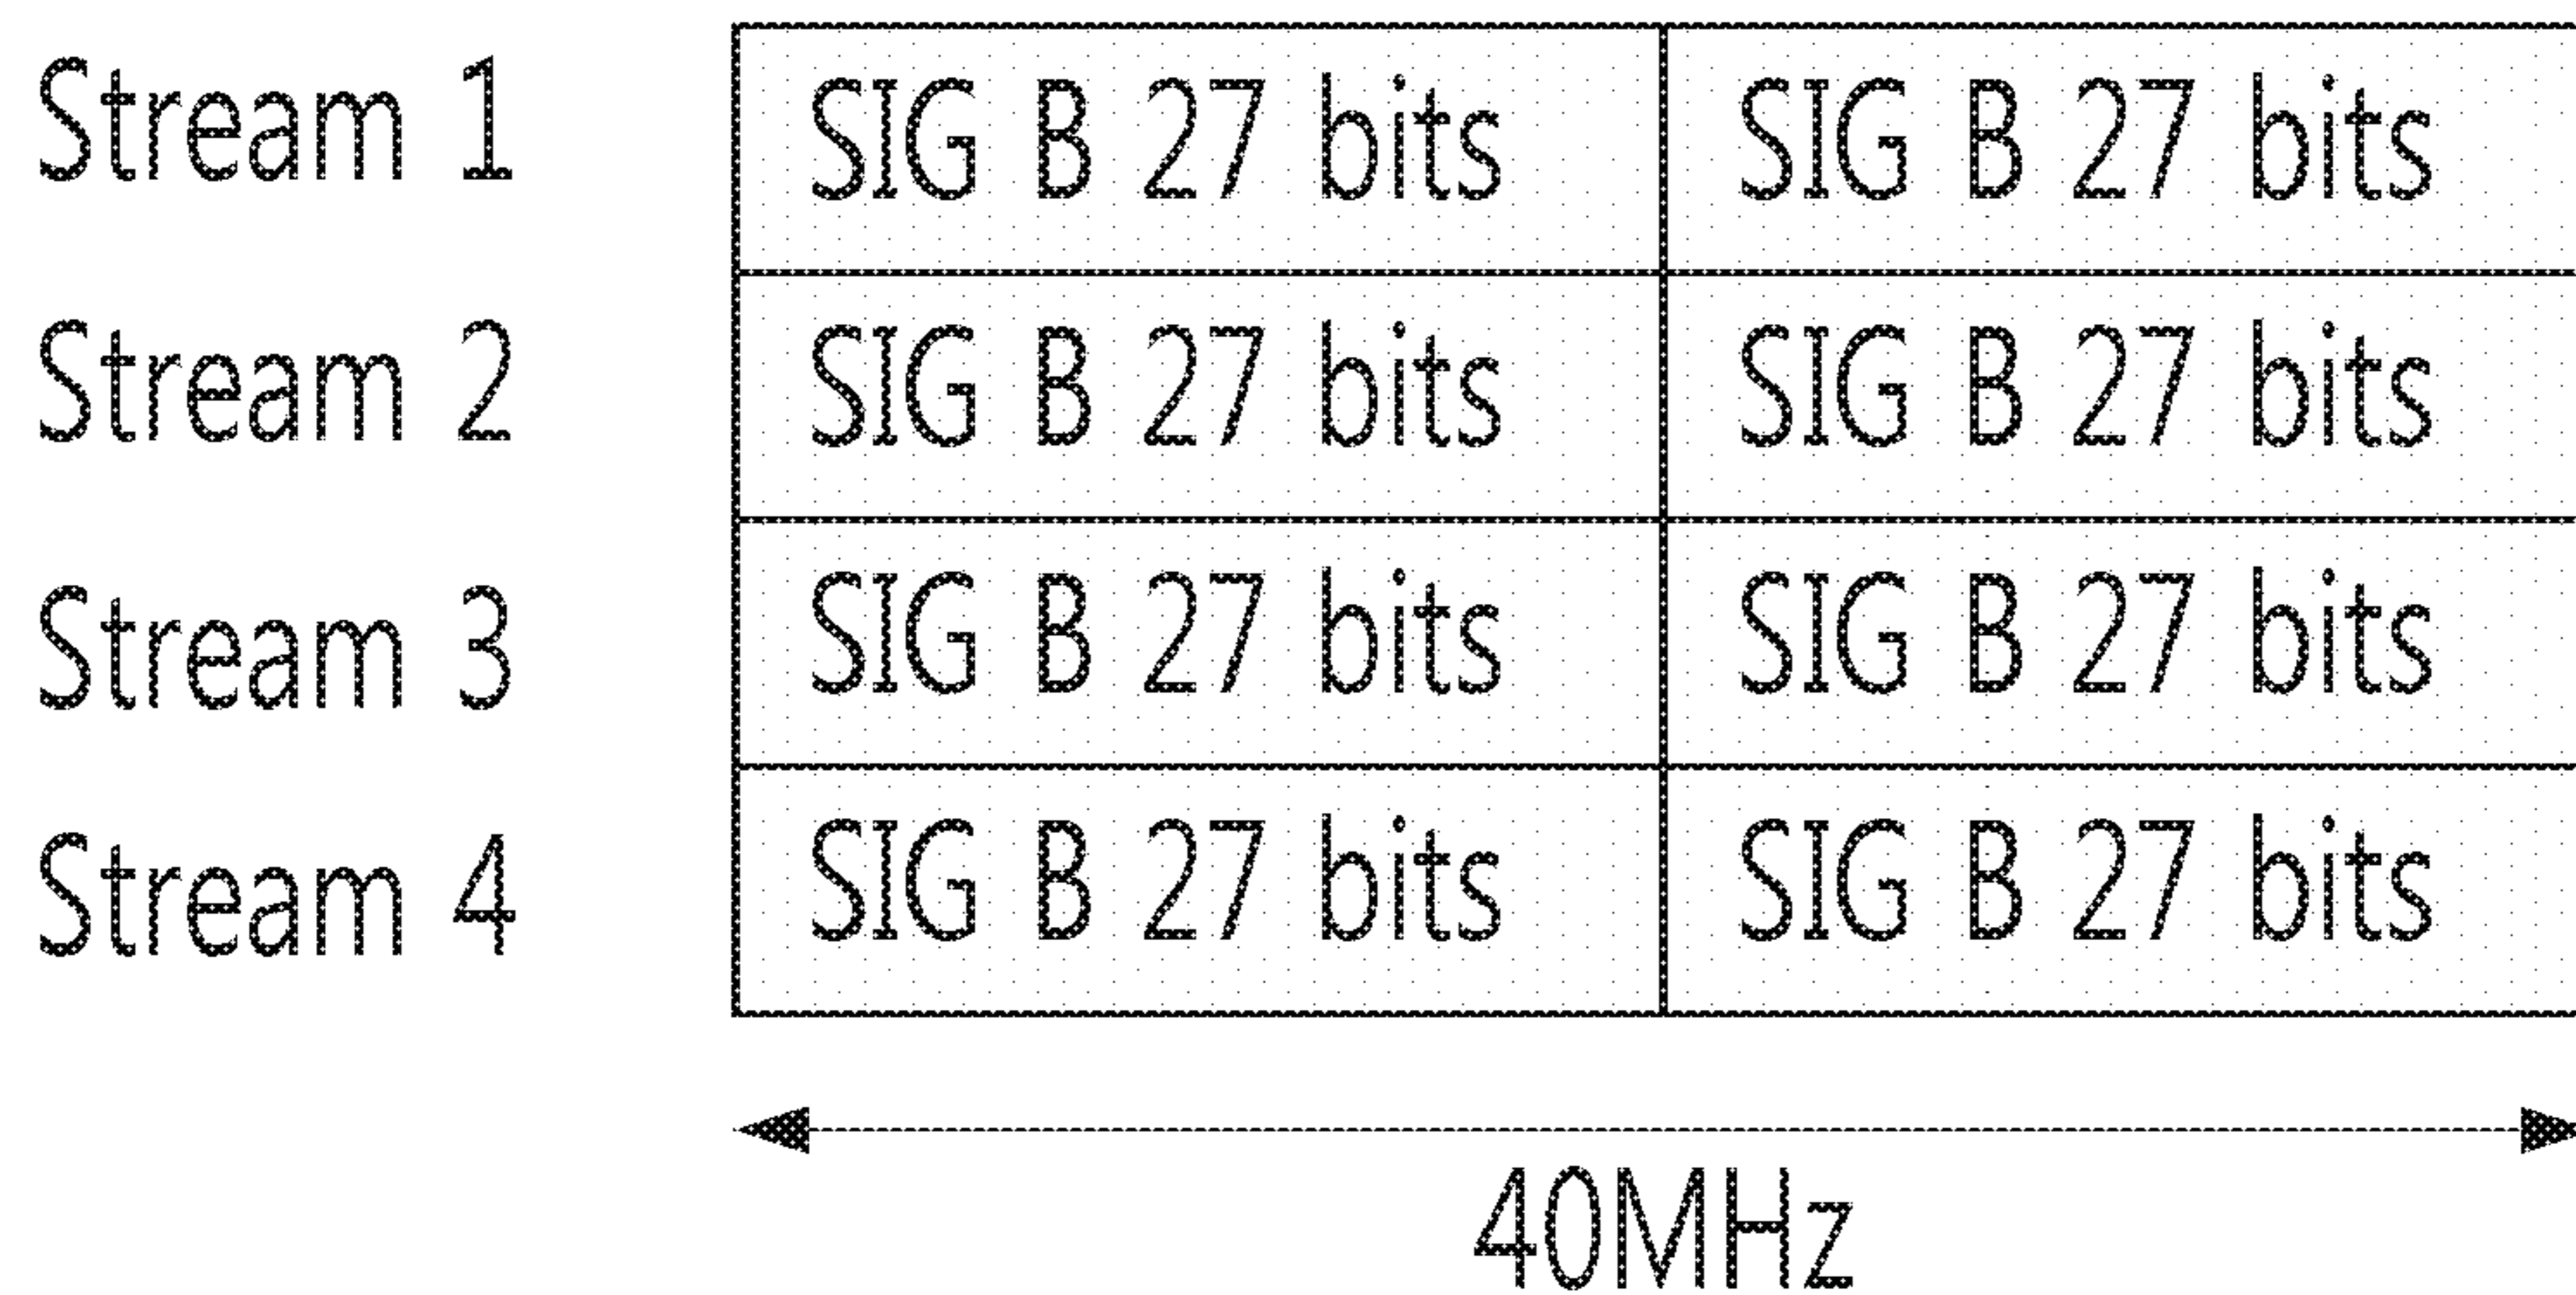 Stream 1 SIG B 27 bits SIG B 27 bits
Stream 2 SIG B 27 bits SIG B 27 bits
Stream 3 SIG B 27 bits SIG B 27 bits
Stream 4 SIG B 27 bits SIG B 27 bits
40MHz